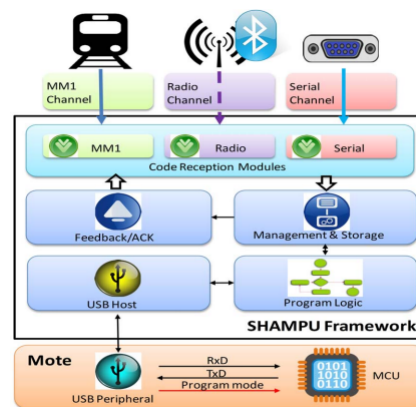 MM1
Channel
Radio
Channel
Serial
Channel
MM1
Radio
Serial
Code Reception Modules
Feedback/ACK
Management & Storage
USB Host
Program Logic
SHAMPU Framework
Mote
RxD
TxD
Program mode
USB Peripheral
0101
1010
0110
MCU